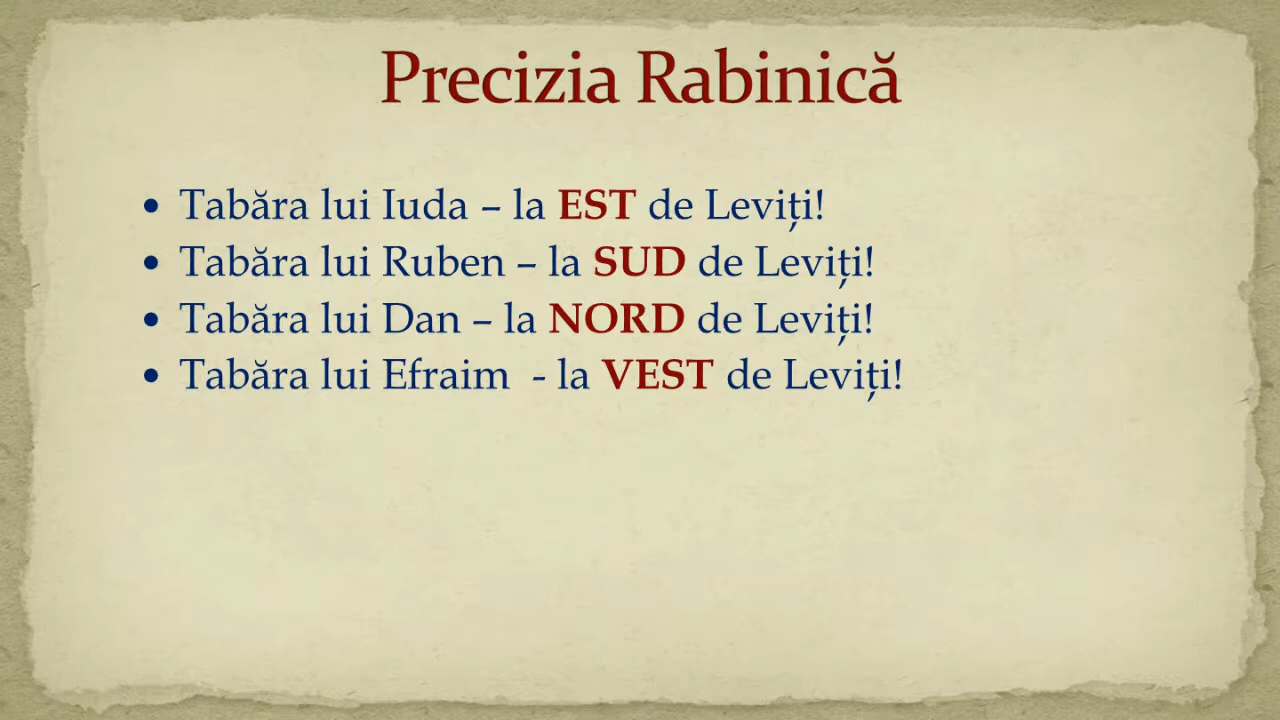 Precizia Rabinică
• Tabăra lui Iuda – la EST de Leviți!
• Tabăra lui Ruben – la SUD de Leviți!
• Tabăra lui Dan – la NORD de Leviți!
• Tabăra lui Efraim  - la VEST de Leviți!